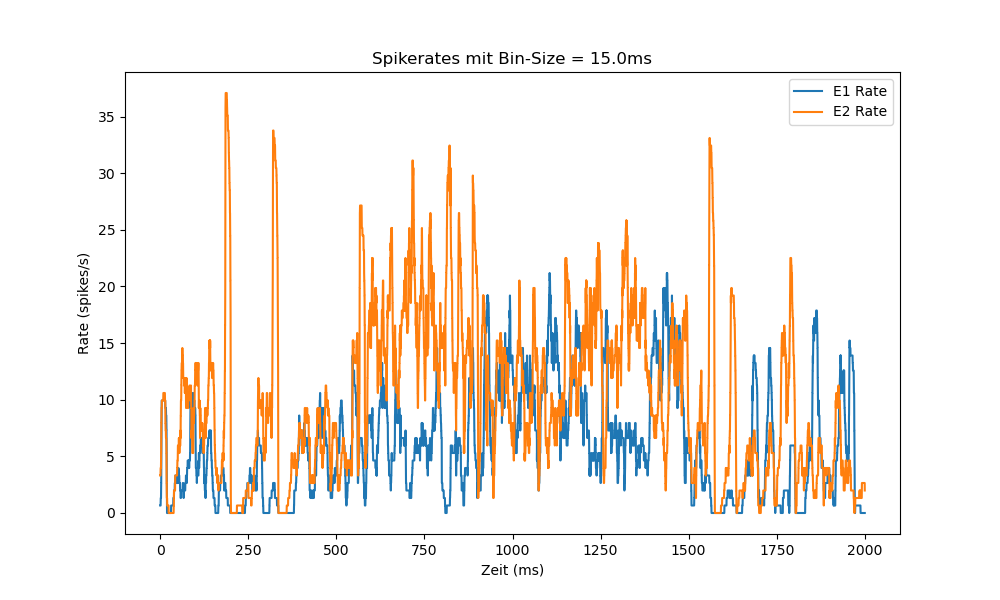 Spikerates mit Bin-Size = 15.0ms
E1 Rate
E2 Rate
Rate (spikes/s)
35
30
25
20
15
10
5
0
0 250 500 750 1000 1250 1500 1750 2000
Zeit (ms)